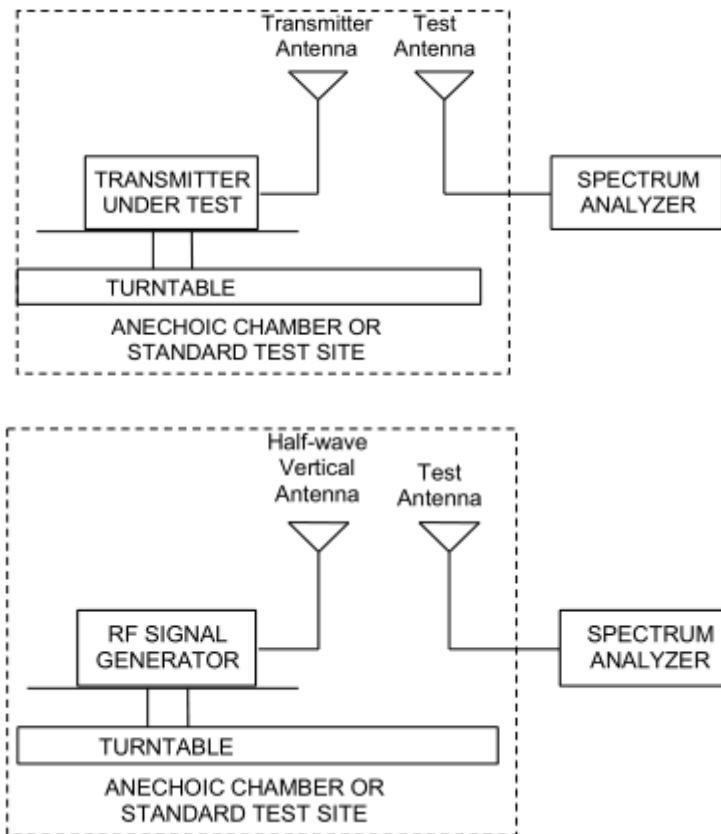 Transmitter
Antenna
Test
Antenna
TRANSMITTER
UNDER TEST
SPECTRUM
ANALYZER
TURNTABLE
ANECHOIC CHAMBER OR
STANDARD TEST SITE
Half-wave
Vertical
Antenna
Test
Antenna
RF SIGNAL
GENERATOR
SPECTRUM
ANALYZER
TURNTABLE
ANECHOIC CHAMBER OR
STANDARD TEST SITE